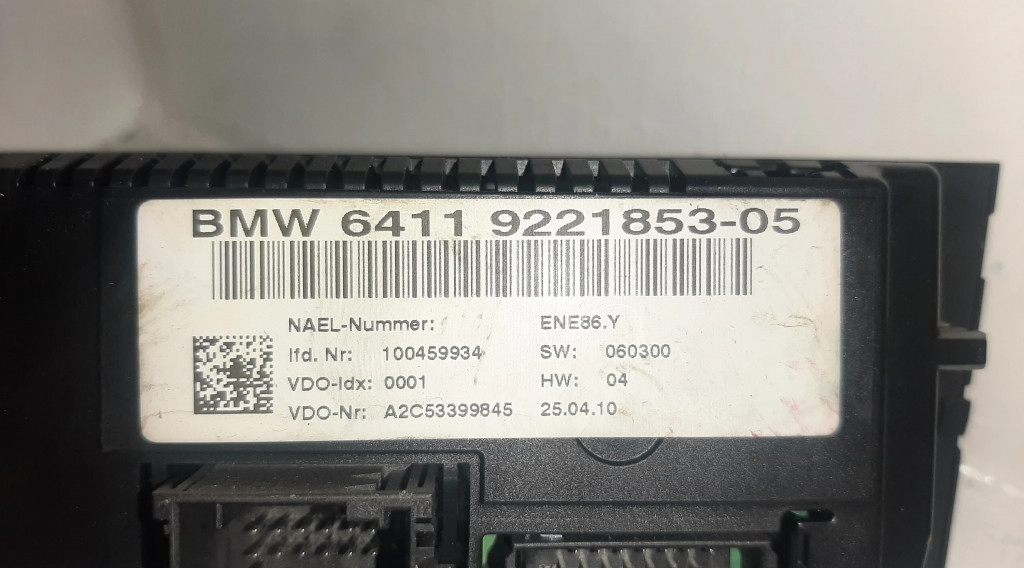 BMW 6411 9221853-05
NAEL-Nummer: ENE86.Y
lfd. Nr: 100459934 SW: 060300
VDO-Idx: 0001 HW: 04
VDO-Nr: A2C53399845 25.04.10